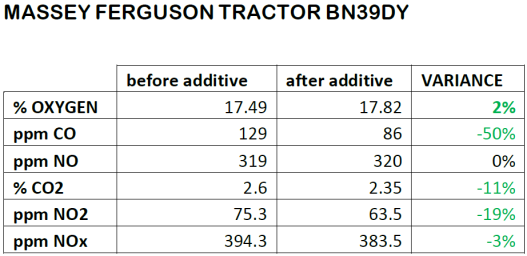 MASSEY FERGUSON TRACTOR BN39DY
before additive after additive VARIANCE
% OXYGEN 17.49 17.82 2%
ppm CO 129 86 -50%
ppm NO 319 320 0%
% CO2 2.6 2.35 -11%
ppm NO2 75.3 63.5 -19%
ppm NOx 394.3 383.5 -3%